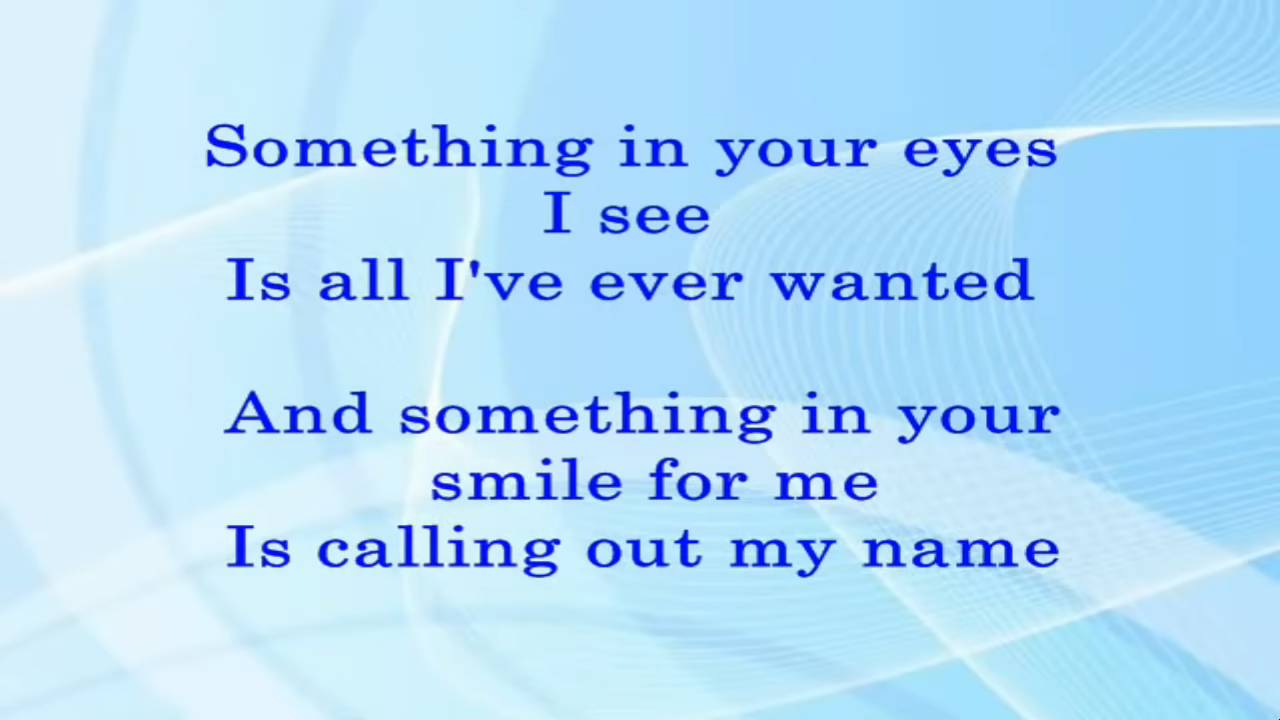 Something in your eyes
I see
Is all I've ever wanted
And something in your
smile for me
Is calling out my name